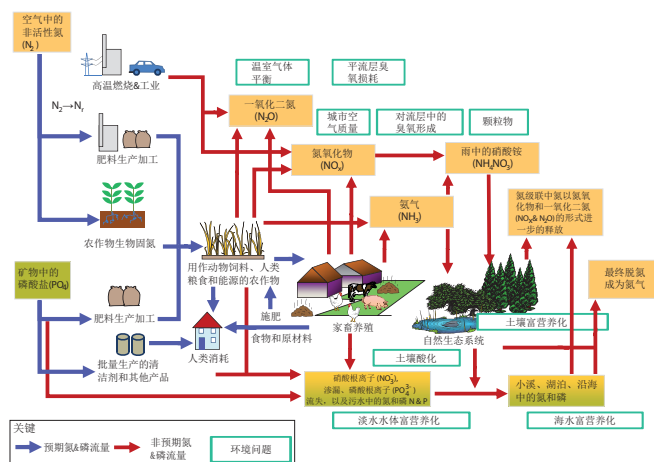 空气中的
非活性氮
(N₂)
高温燃烧&工业
N₂→Nᵣ
肥料生产加工
农作物生物固氮
矿物中的
磷酸盐(PO₄)
肥料生产加工
批量生产的清
洁剂和其他产品
温室气体
平衡
平流层臭
氧损耗
一氧化二氮
(N₂O)
城市空
气质量
对流层中的
臭氧形成
颗粒物
氮氧化物
(NOₓ)
雨中的硝酸铵
(NH₄NO₃)
氨气
(NH₃)
氮级联中氮以氮氧
化物和一氧化二氮
(NOₓ& N₂O)的形式进
一步的释放
最终脱氮
成为氮气
用作动物饲料、人类
粮食和能源的农作物
施肥
食物和原材料
人类消耗
家畜养殖
土壤富营养化
自然生态系统
土壤酸化
硝酸根离子(NO₃⁻),
渗漏、磷酸根离子(PO₄³⁻)
流失，以及污水中的氮和磷 N & P
小溪、湖泊、沿海
中的氮和磷
淡水水体富营养化
海水富营养化
关键
预期氮&磷流量
非预期氮
&磷流量
环境问题